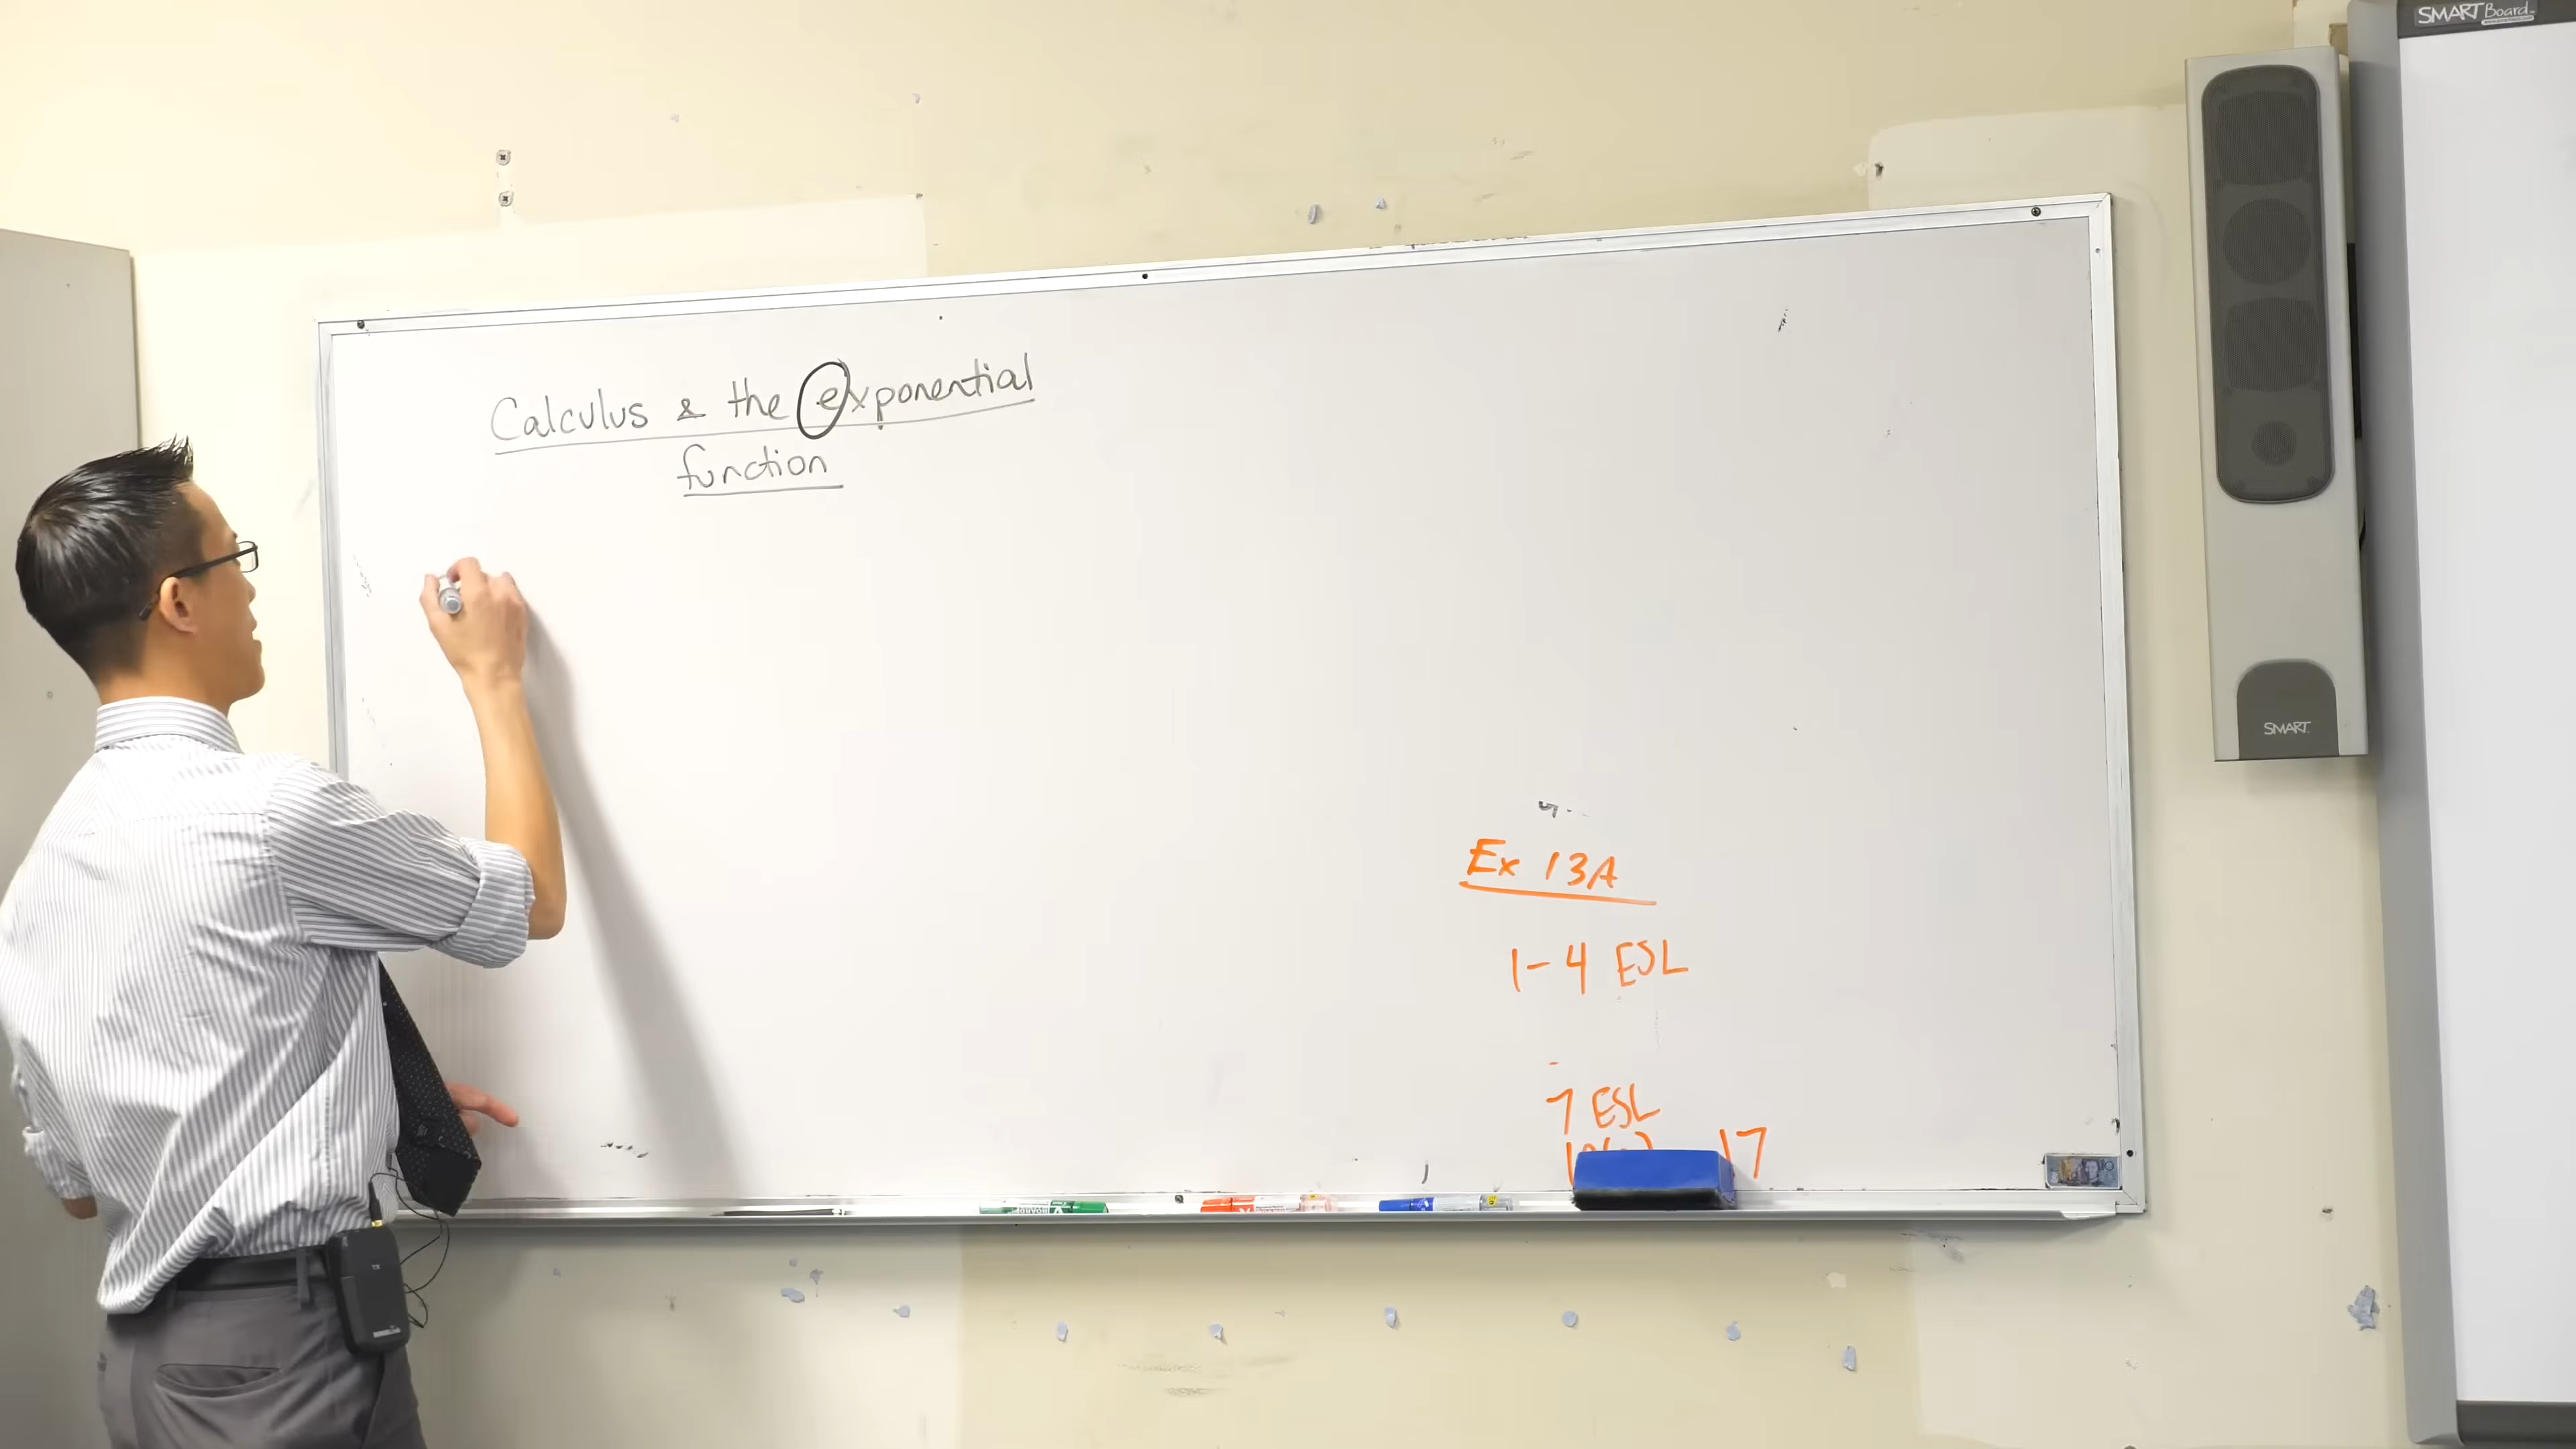 SMART Board
Calculus & the exponential
function
SMART
Ex 13A
1-4 ESL
7 ESL
17